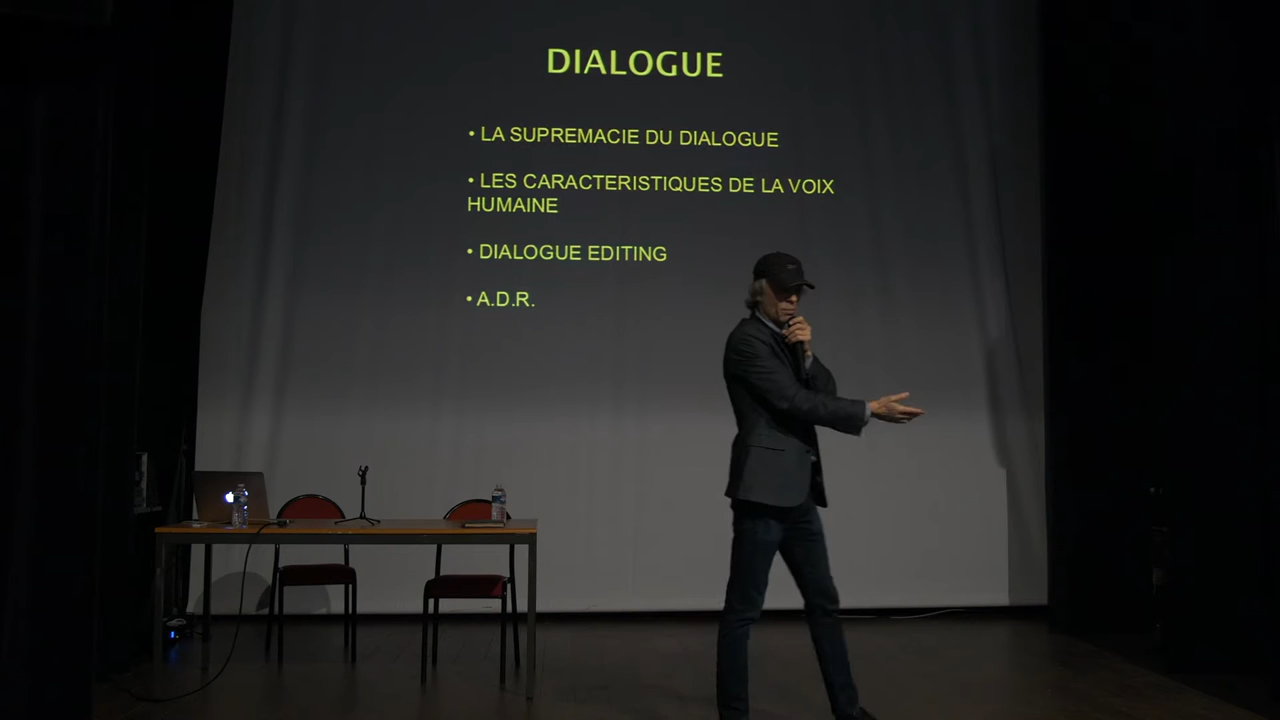 DIALOGUE
• LA SUPREMACIE DU DIALOGUE
• LES CARACTERISTIQUES DE LA VOIX
HUMAINE
• DIALOGUE EDITING
• A.D.R.